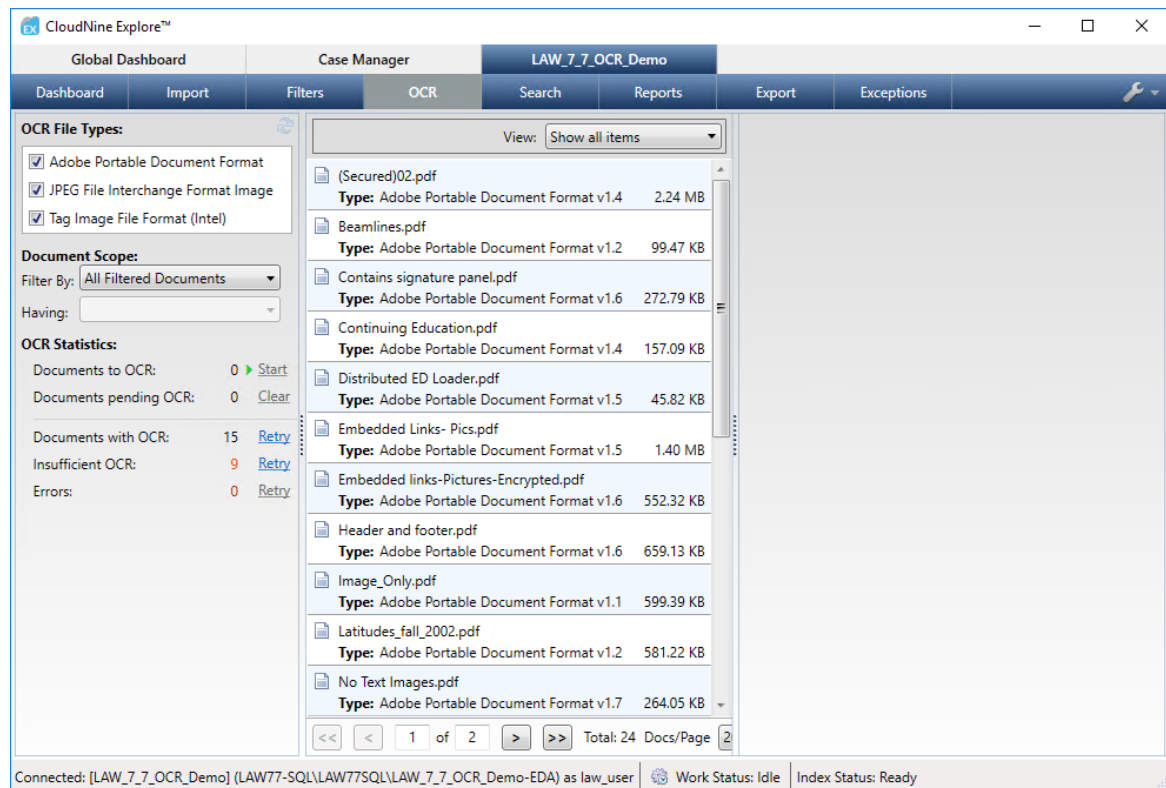 EX CloudNine Explore™
Global Dashboard Case Manager LAW_7_7_OCR_Demo
Dashboard Import Filters OCR Search Reports Export Exceptions
OCR File Types:
Adobe Portable Document Format
JPEG File Interchange Format Image
Tag Image File Format (Intel)
Document Scope:
Filter By: All Filtered Documents
Having:
OCR Statistics:
Documents to OCR: 0 Start
Documents pending OCR: 0 Clear
Documents with OCR: 15 Retry
Insufficient OCR: 9 Retry
Errors: 0 Retry
View: Show all items
(Secured)02.pdf
Type: Adobe Portable Document Format v1.4 2.24 MB
Beamlines.pdf
Type: Adobe Portable Document Format v1.2 99.47 KB
Contains signature panel.pdf
Type: Adobe Portable Document Format v1.6 272.79 KB
Continuing Education.pdf
Type: Adobe Portable Document Format v1.4 157.09 KB
Distributed ED Loader.pdf
Type: Adobe Portable Document Format v1.5 45.82 KB
Embedded Links- Pics.pdf
Type: Adobe Portable Document Format v1.5 1.40 MB
Embedded links-Pictures-Encrypted.pdf
Type: Adobe Portable Document Format v1.6 552.32 KB
Header and footer.pdf
Type: Adobe Portable Document Format v1.6 659.13 KB
Image_Only.pdf
Type: Adobe Portable Document Format v1.1 599.39 KB
Latitudes_fall_2002.pdf
Type: Adobe Portable Document Format v1.2 581.22 KB
No Text Images.pdf
Type: Adobe Portable Document Format v1.7 264.05 KB
<< < 1 of 2 > >> Total: 24 Docs/Page
Connected: [LAW_7_7_OCR_Demo] (LAW77-SQL\LAW77SQL\LAW_7_7_OCR_Demo-EDA) as law_user Work Status: Idle Index Status: Ready